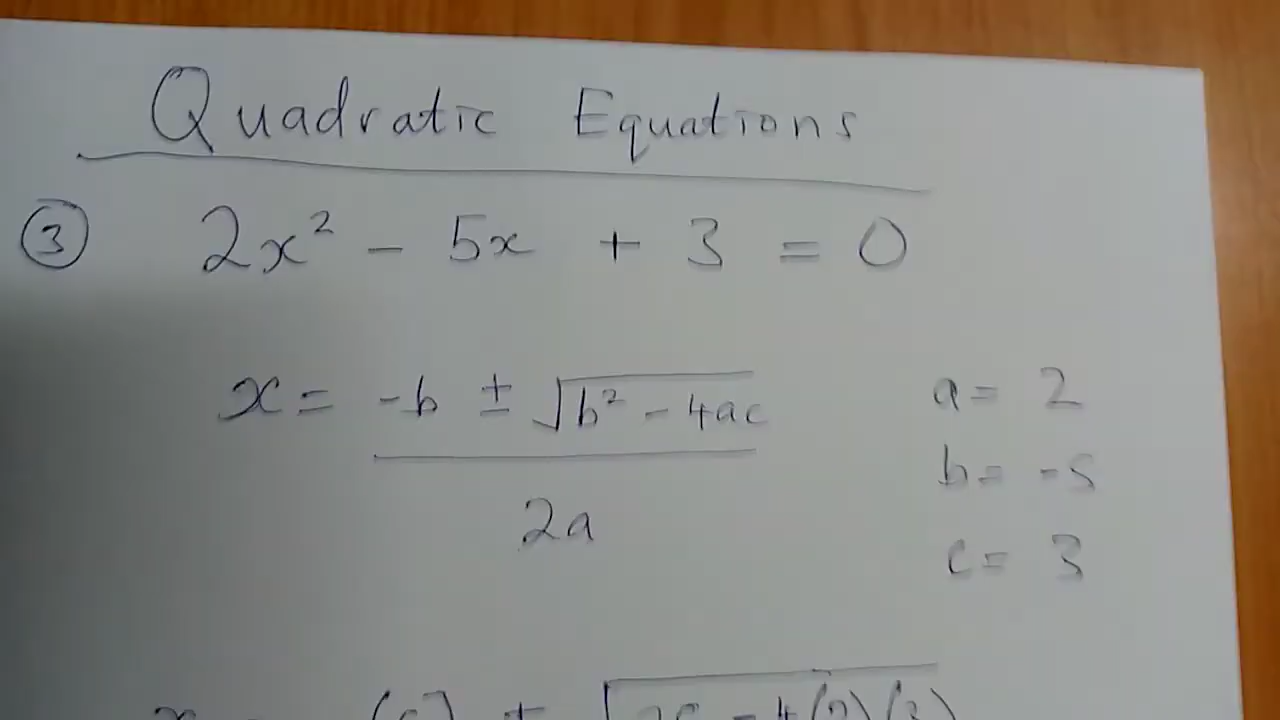 Quadratic Equations
③ 2x² - 5x + 3 = 0
x = -b ± √b² - 4ac
2a
a = 2
b = -5
c = 3